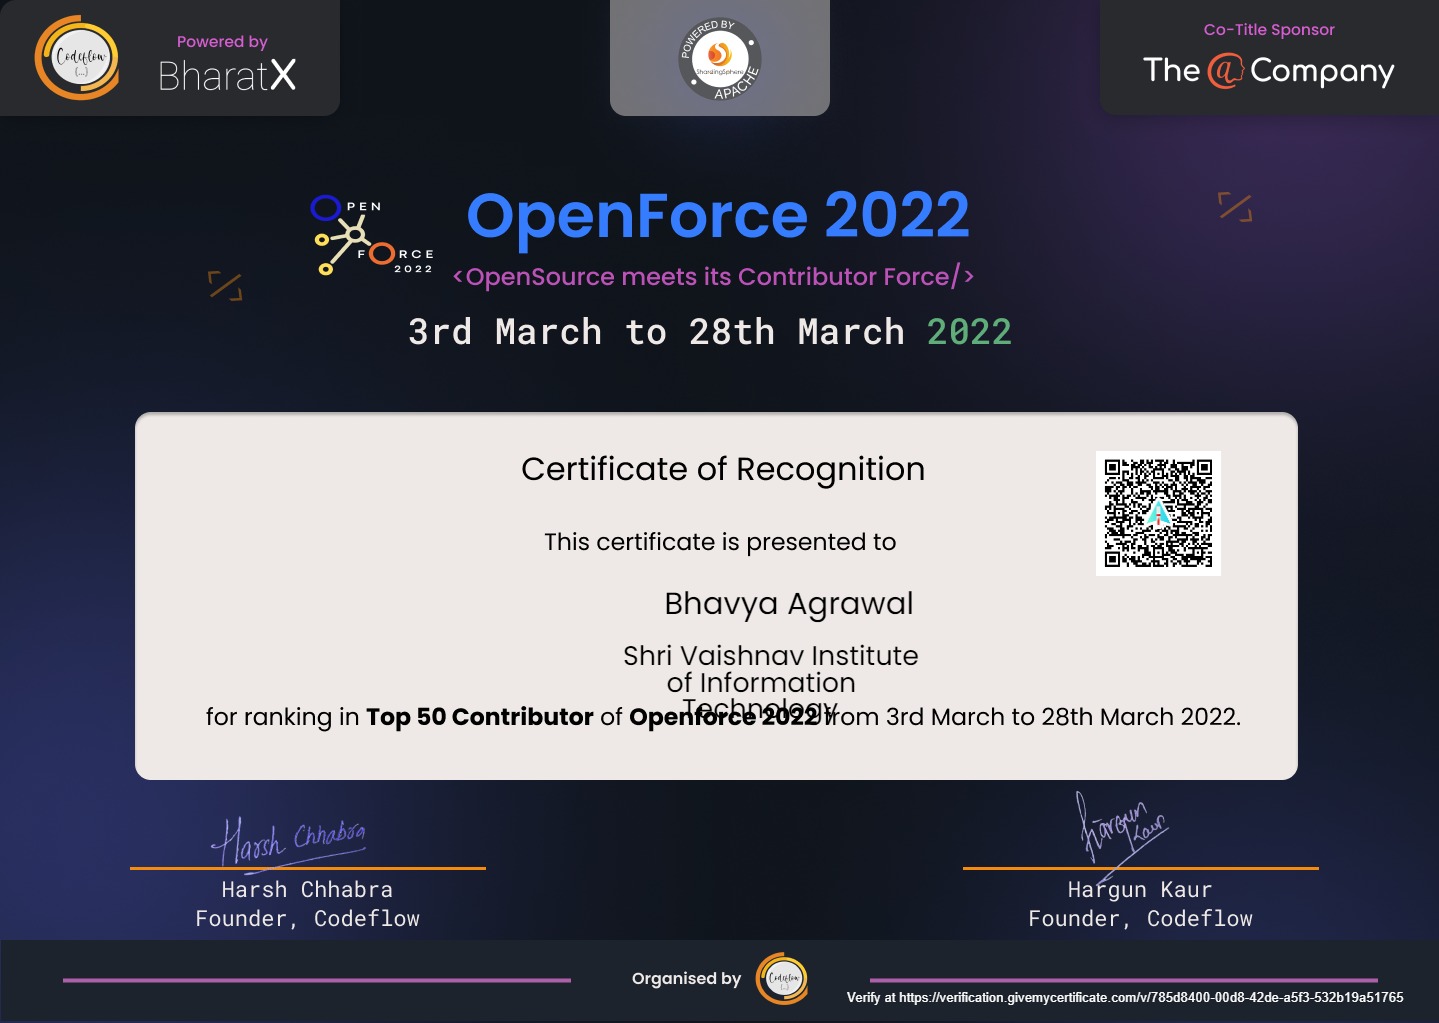 Codeflow
{...}
Powered by
BharatX
POWERED BY
ShardingSphere
APACHE
Co-Title Sponsor
The @ Company
OPEN
FORCE
2022
OpenForce 2022
<OpenSource meets its Contributor Force/>
3rd March to 28th March 2022
Certificate of Recognition
This certificate is presented to
Bhavya Agrawal
Shri Vaishnav Institute
of Information
Technology
for ranking in Top 50 Contributor of Openforce 2022 from 3rd March to 28th March 2022.
Harsh Chhabra
Hargun Kaur
Harsh Chhabra
Founder, Codeflow
Hargun Kaur
Founder, Codeflow
Organised by
Codeflow
{...}
Verify at https://verification.givemycertificate.com/v/785d8400-00d8-42de-a5f3-532b19a51765